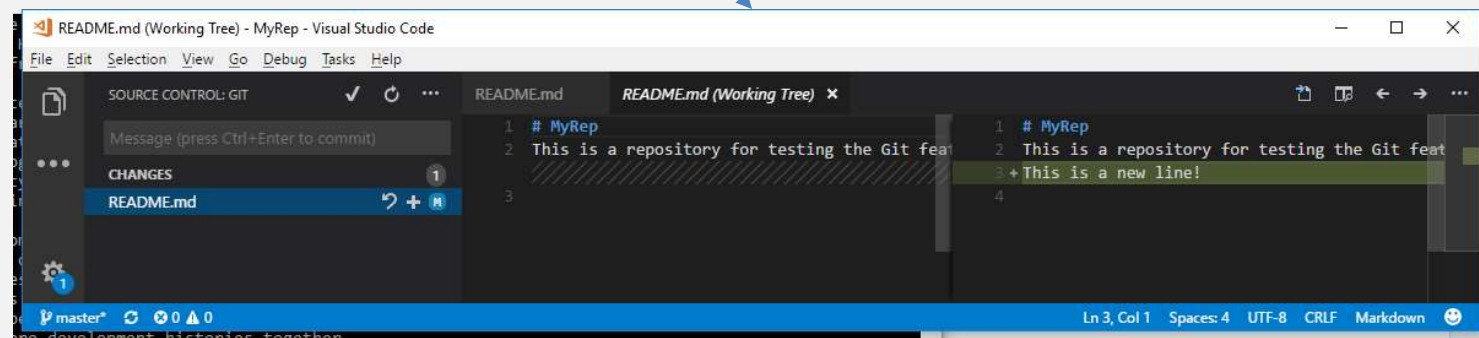 README.md (Working Tree) - MyRep - Visual Studio Code
File Edit Selection View Go Debug Tasks Help
SOURCE CONTROL: GIT
README.md README.md (Working Tree)
Message (press Ctrl+Enter to commit)
CHANGES 1
README.md M
1 # MyRep
2 This is a repository for testing the Git feat
3
1 # MyRep
2 This is a repository for testing the Git feat
3 + This is a new line!
4
1
master* 0 0 Ln 3, Col 1 Spaces: 4 UTF-8 CRLF Markdown
development histories together